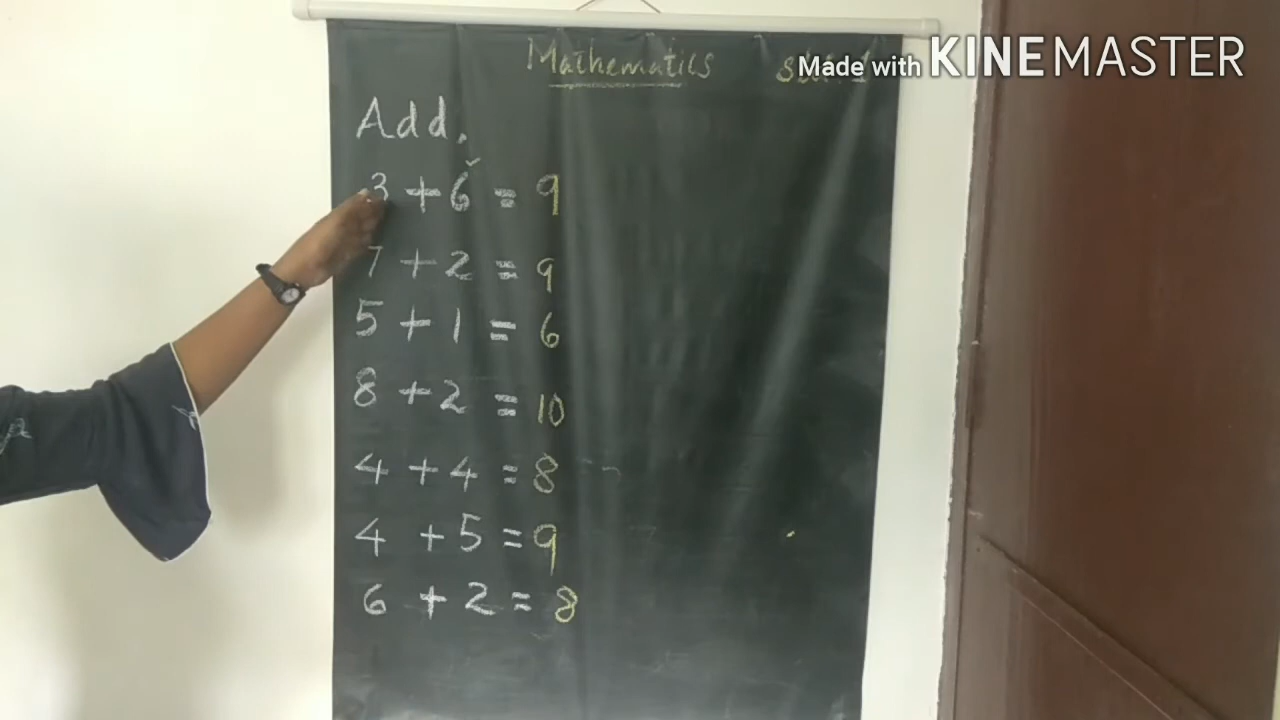 Mathematics
Made with KINEMASTER
Add.
3 + 6 = 9
7 + 2 = 9
5 + 1 = 6
8 + 2 = 10
4 + 4 = 8
4 + 5 = 9
6 + 2 = 8